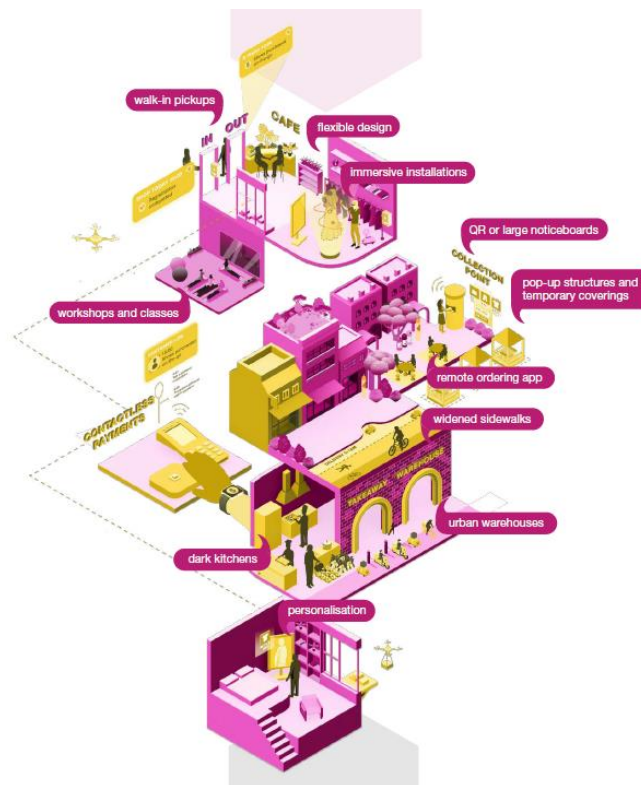 walk-in pickups
IN OUT
CAFE
flexible design
immersive installations
QR or large noticeboards
COLLECTION
POINT
pop-up structures and
temporary coverings
workshops and classes
remote ordering app
CONTACTLESS
PAYMENTS
widened sidewalks
TAKEAWAY WAREHOUSE
urban warehouses
dark kitchens
personalisation